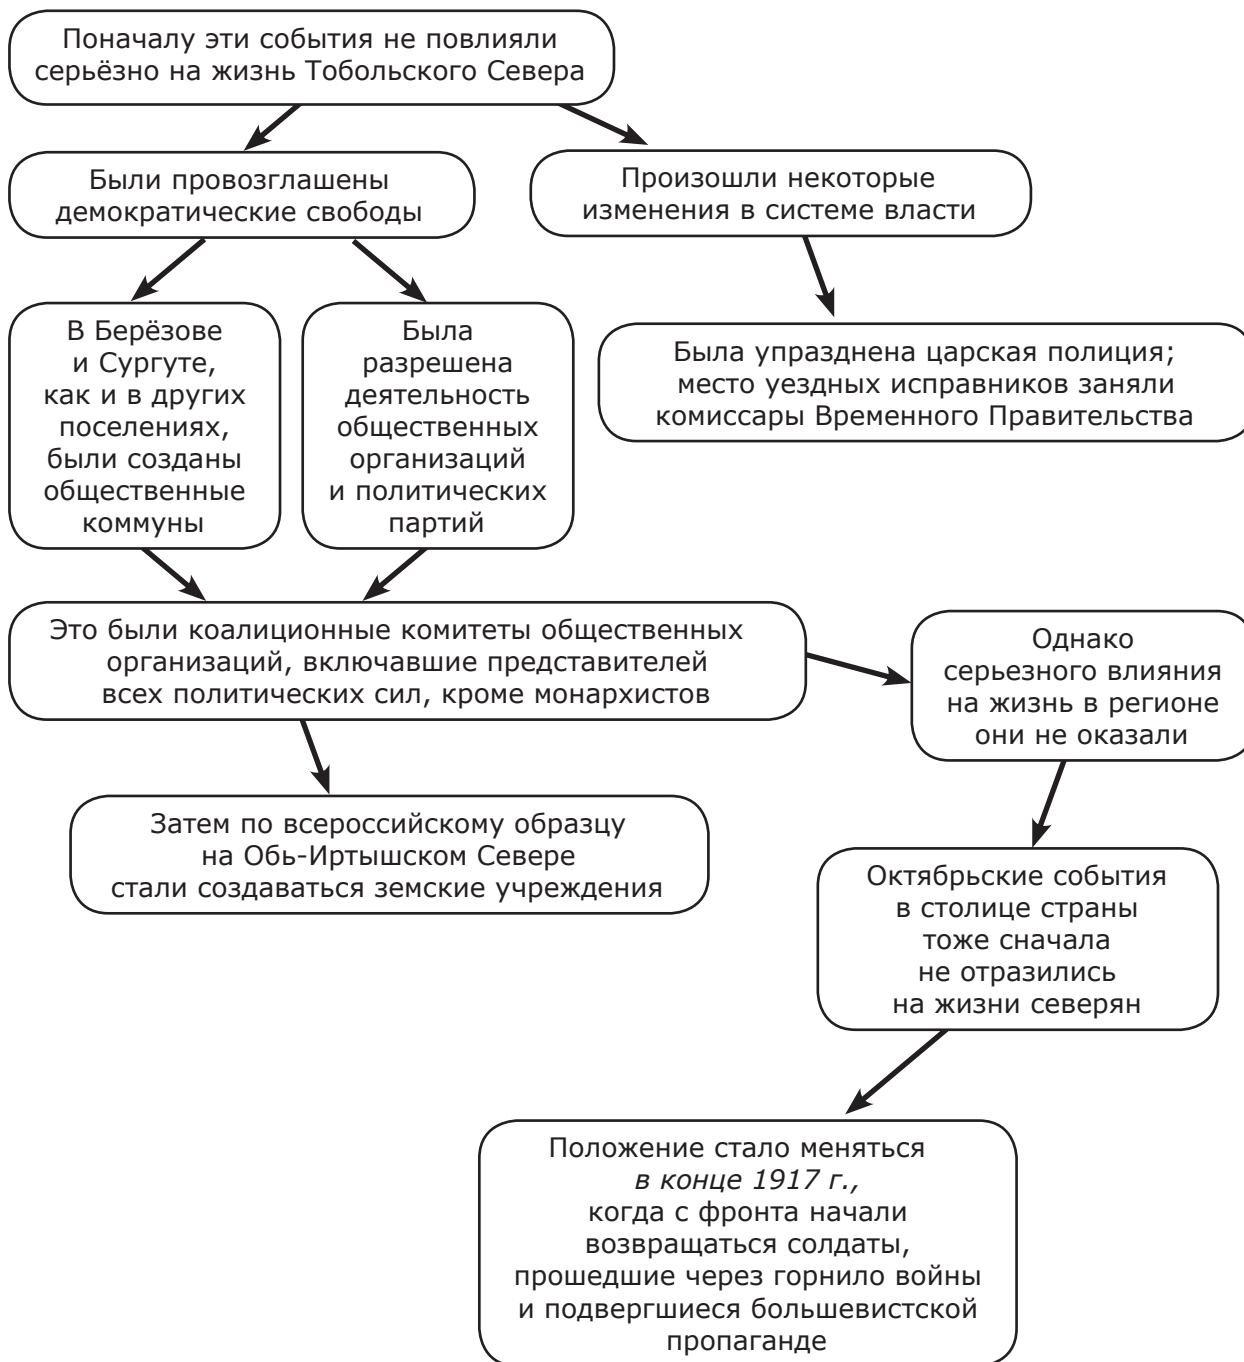 Поначалу эти события не повлияли
серьёзно на жизнь Тобольского Севера
Были провозглашены
демократические свободы
Произошли некоторые
изменения в системе власти
В Берёзове
и Сургуте,
как и в других
поселениях,
были созданы
общественные
коммуны
Была
разрешена
деятельность
общественных
организаций
и политических
партий
Была упразднена царская полиция;
место уездных исправников заняли
комиссары Временного Правительства
Это были коалиционные комитеты общественных
организаций, включавшие представителей
всех политических сил, кроме монархистов
Однако
серьезного влияния
на жизнь в регионе
они не оказали
Затем по всероссийскому образцу
на Обь-Иртышском Севере
стали создаваться земские учреждения
Октябрьские события
в столице страны
тоже сначала
не отразились
на жизни северян
Положение стало меняться
в конце 1917 г.,
когда с фронта начали
возвращаться солдаты,
прошедшие через горнило войны
и подвергшиеся большевистской
пропаганде